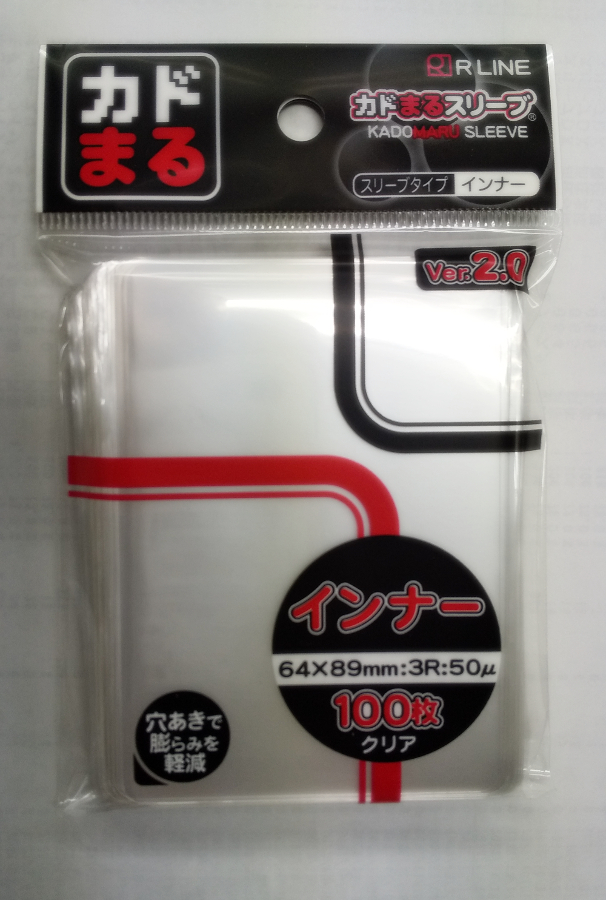 カド
まる
R LINE
カドまるスリーブ®
KADOMARU SLEEVE
スリーブタイプ インナー
Ver.2.0
インナー
64×89mm:3R:50μ
100枚
クリア
穴あきで
膨らみを
軽減